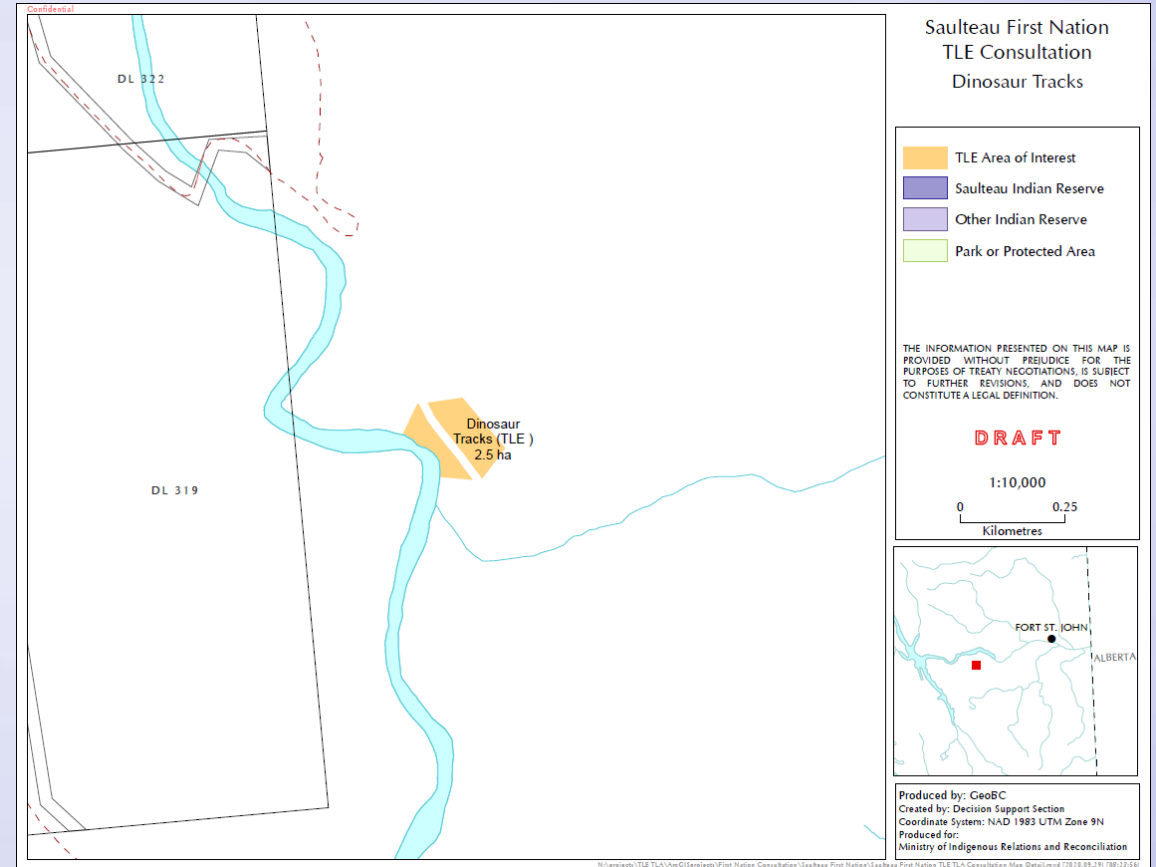 Confidential
DL 322
Dinosaur
Tracks (TLE )
2.5 ha
DL 319
Saulteau First Nation
TLE Consultation
Dinosaur Tracks
TLE Area of Interest
Saulteau Indian Reserve
Other Indian Reserve
Park or Protected Area
THE INFORMATION PRESENTED ON THIS MAP IS
PROVIDED WITHOUT PREJUDICE FOR THE
PURPOSES OF TREATY NEGOTIATIONS, IS SUBJECT
TO FURTHER REVISIONS, AND DOES NOT
CONSTITUTE A LEGAL DEFINITION.
DRAFT
1:10,000
0 0.25
Kilometres
FORT ST. JOHN
ALBERTA
Produced by: GeoBC
Created by: Decision Support Section
Coordinate System: NAD 1983 UTM Zone 9N
Produced for:
Ministry of Indigenous Relations and Reconciliation